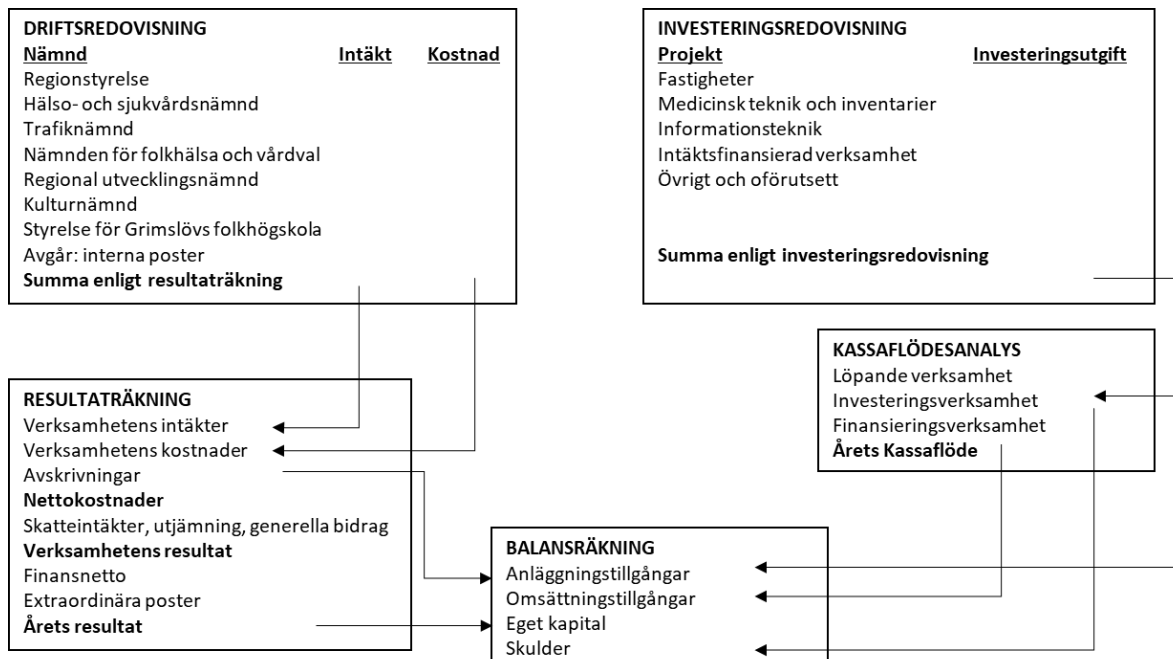 DRIFTSREDOVISNING
Nämnd Intäkt Kostnad
Regionstyrelse
Hälso- och sjukvårdsnämnd
Trafiknämnd
Nämnden för folkhälsa och vårdval
Regional utvecklingsnämnd
Kulturnämnd
Styrelse för Grimslövs folkhögskola
Avgår: interna poster
Summa enligt resultaträkning
INVESTERINGSREDOVISNING
Projekt Investeringsutgift
Fastigheter
Medicinsk teknik och inventarier
Informationsteknik
Intäktsfinansierad verksamhet
Övrigt och oförutsett
Summa enligt investeringsredovisning
KASSAFLÖDESANALYS
Löpande verksamhet
Investeringsverksamhet
Finansieringsverksamhet
Årets Kassaflöde
RESULTATRÄKNING
Verksamhetens intäkter
Verksamhetens kostnader
Avskrivningar
Nettokostnader
Skatteintäkter, utjämning, generella bidrag
Verksamhetens resultat
Finansnetto
Extraordinära poster
Årets resultat
BALANSRÄKNING
Anläggningstillgångar
Omsättningstillgångar
Eget kapital
Skulder